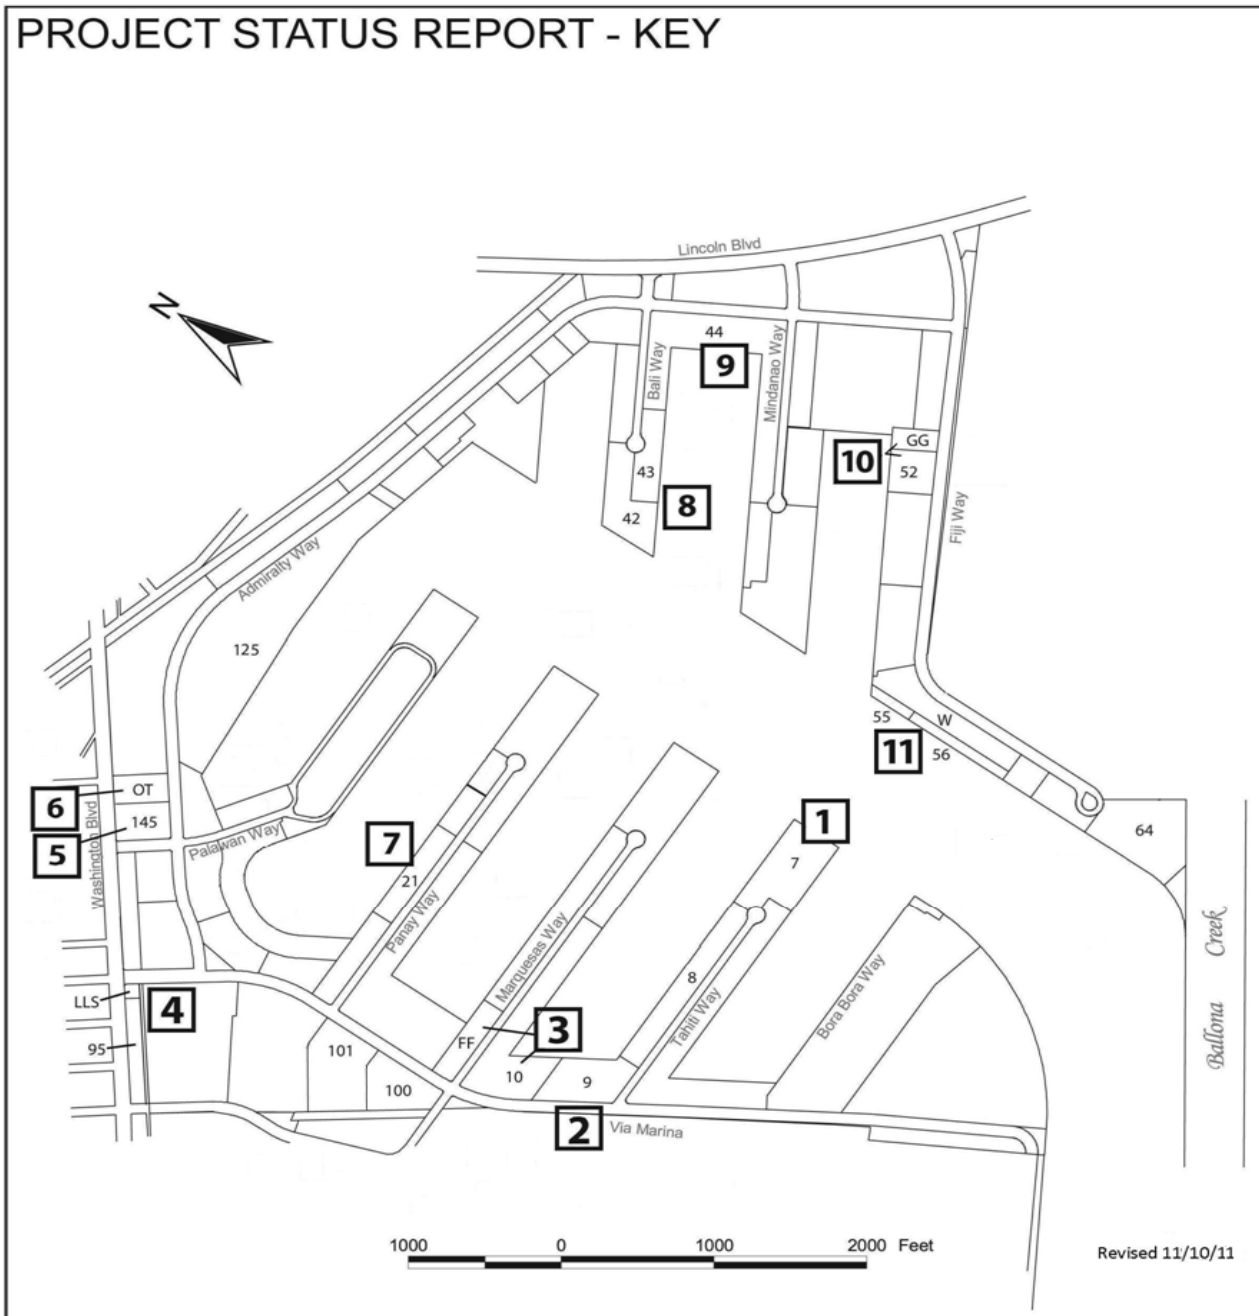 PROJECT STATUS REPORT - KEY
Lincoln Blvd
N
44
9
Bali Way
Mindanao Way
GG
10
52
43
8
42
Fiji Way
Admiralty Way
125
55
W
11
56
OT
6
145
5
Washington Blvd
Palawan Way
7
21
Panay Way
1
7
64
Marquesas Way
8
Tahiti Way
Bora Bora Way
Ballona Creek
LLS
4
95
101
FF
3
100
10
9
2
Via Marina
1000 0 1000 2000 Feet
Revised 11/10/11